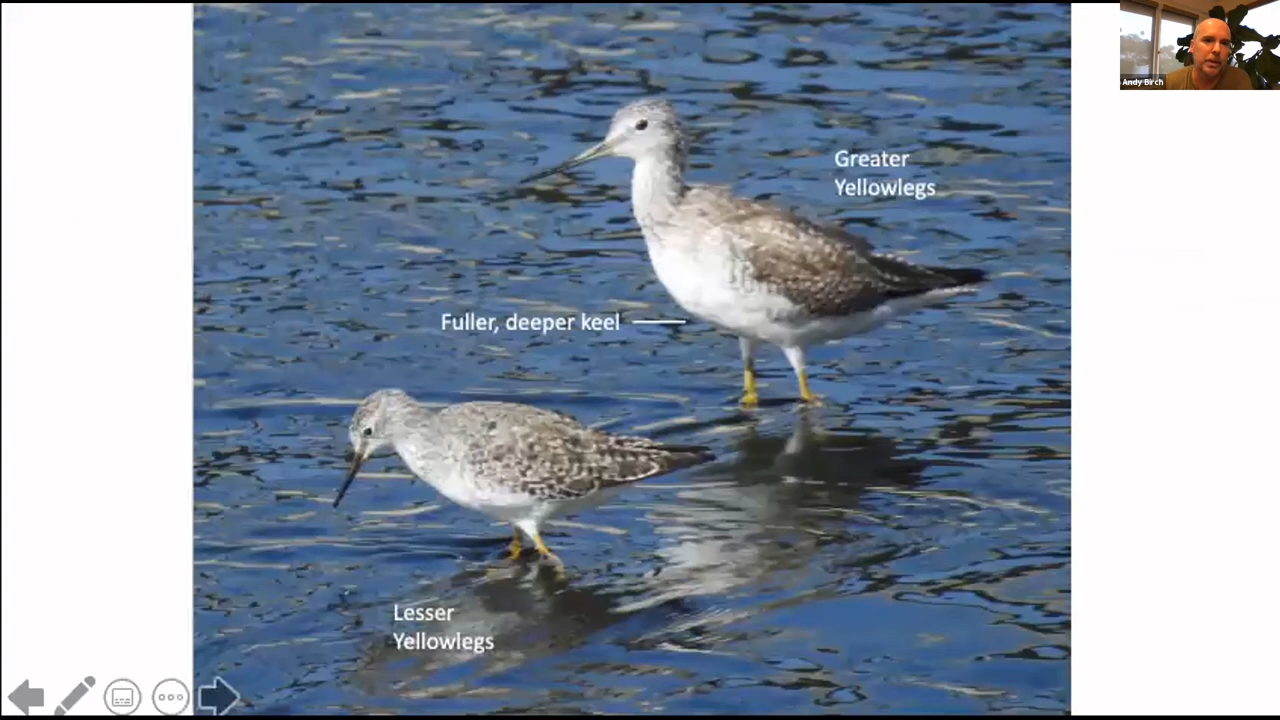 Andy Birch
Greater
Yellowlegs
Fuller, deeper keel
Lesser
Yellowlegs